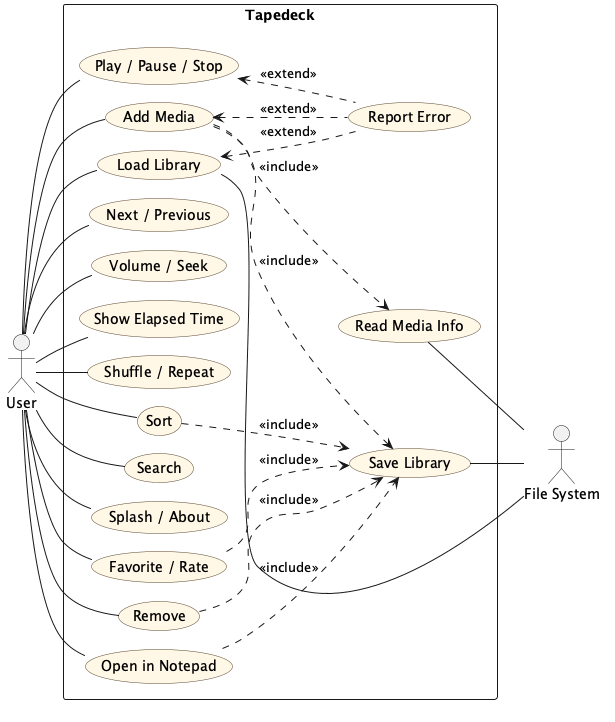 Tapedeck
Play / Pause / Stop
«extend»
Add Media
«extend»
Report Error
«extend»
Load Library
«include»
Next / Previous
Volume / Seek
«include»
Show Elapsed Time
Read Media Info
Shuffle / Repeat
User
Sort
«include»
Search
«include»
Save Library
File System
«include»
Splash / About
Favorite / Rate
«include»
Remove
Open in Notepad